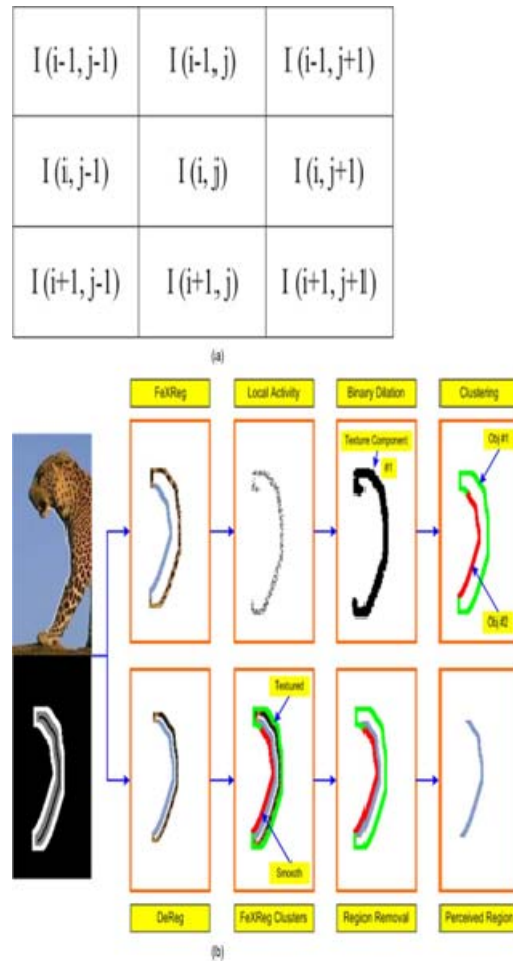 I(i-1, j-1) I(i-1, j) I(i-1, j+1)
I(i, j-1) I(i, j) I(i, j+1)
I(i+1, j-1) I(i+1, j) I(i+1, j+1)
(a)
FeXReg Local Activity Binary Dilation Clustering
Texture Component
#1
Obj #1
Obj #2
Textured
Smooth
DeReg FeXReg Clusters Region Removal Perceived Region
(b)